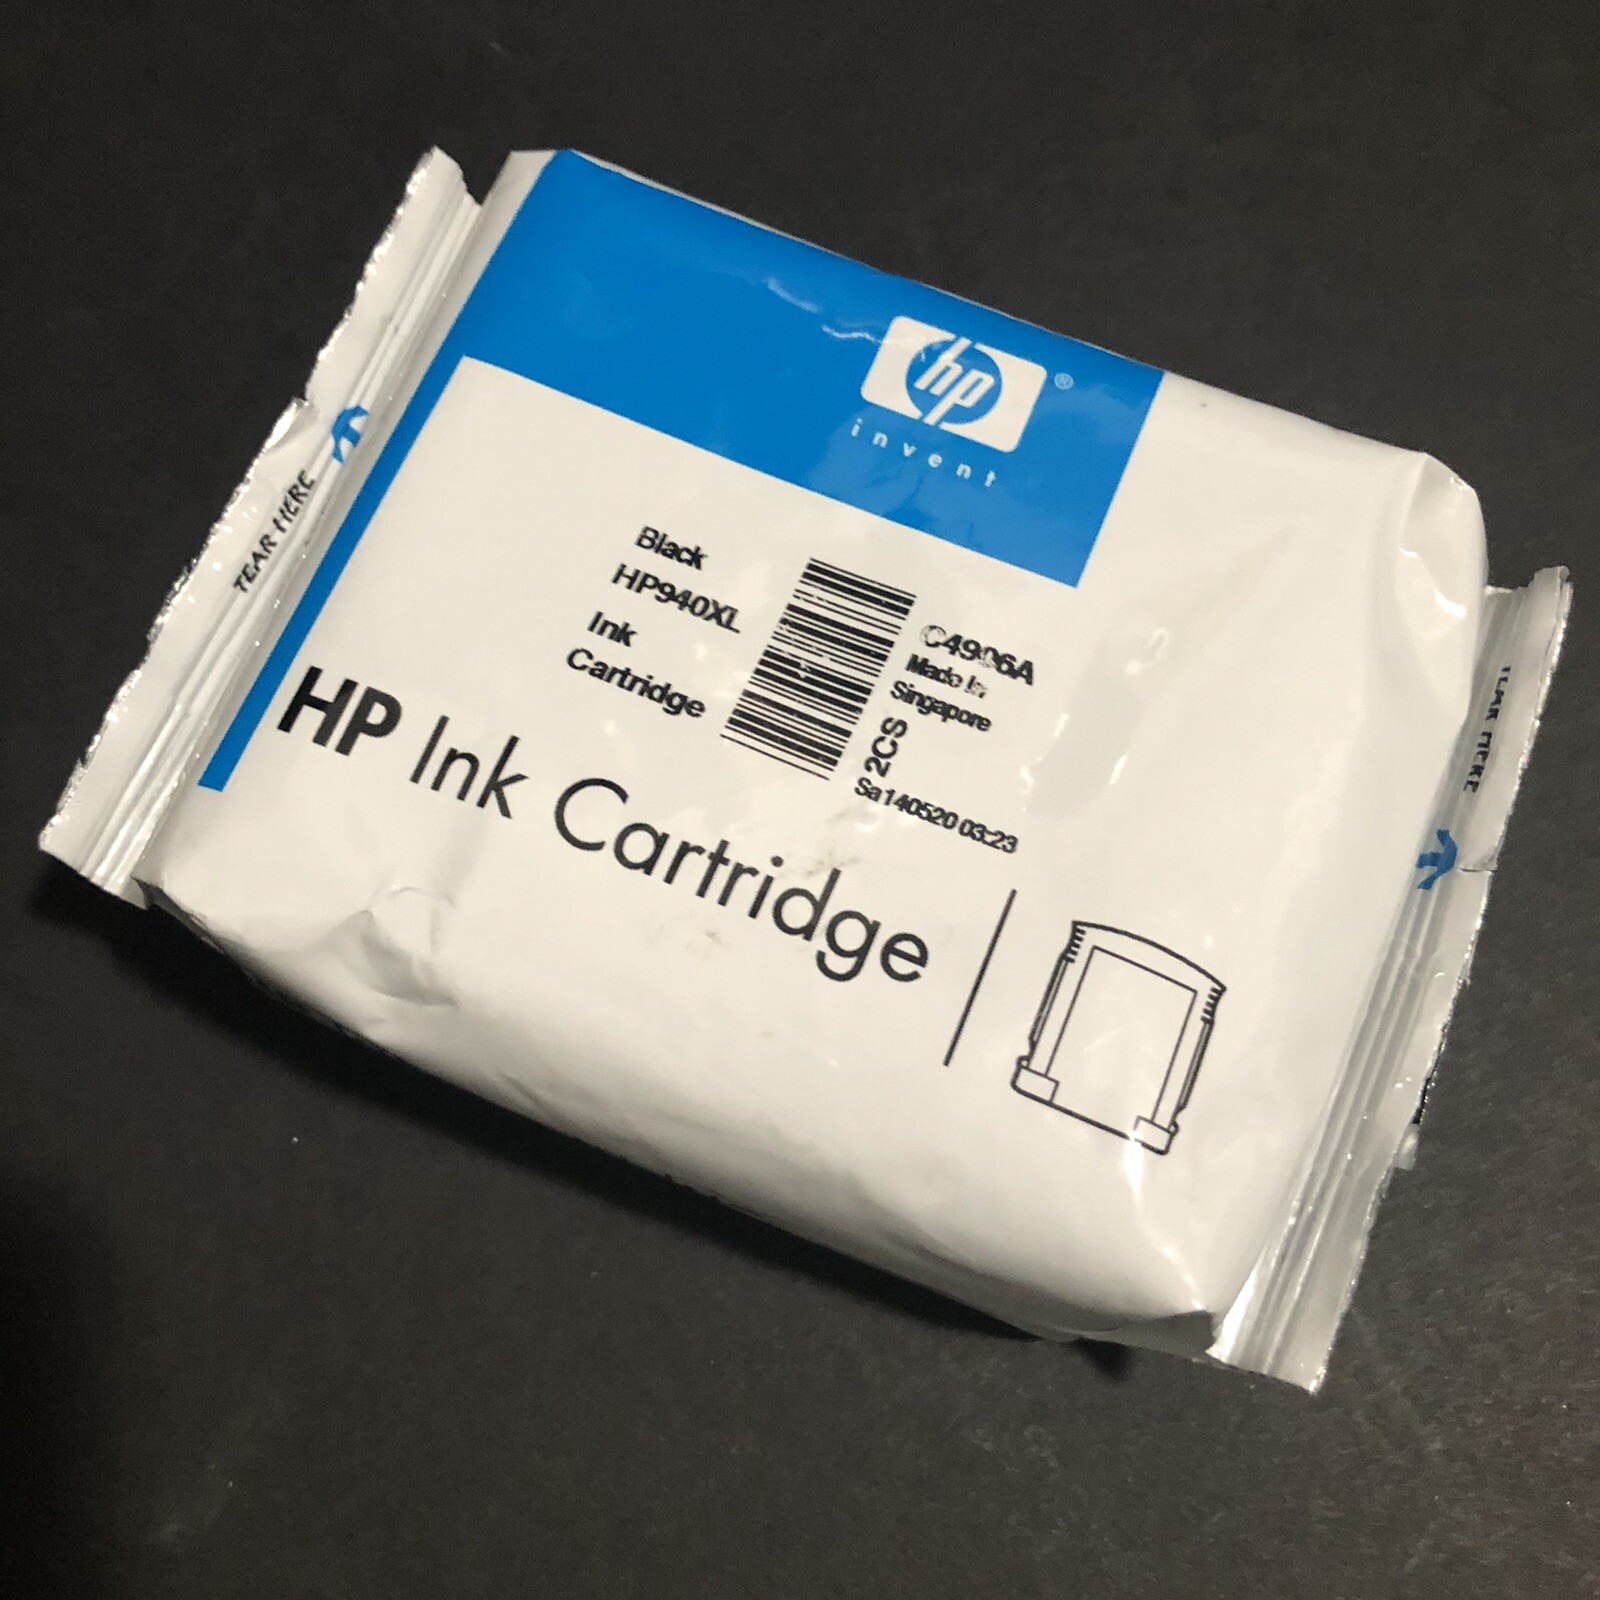 hp ®
invent
TEAR HERE
Black
HP940XL
Ink
Cartridge
C4906A
Made In
Singapore
2CS
Sa140520 03:23
HP Ink Cartridge
TEAR HERE